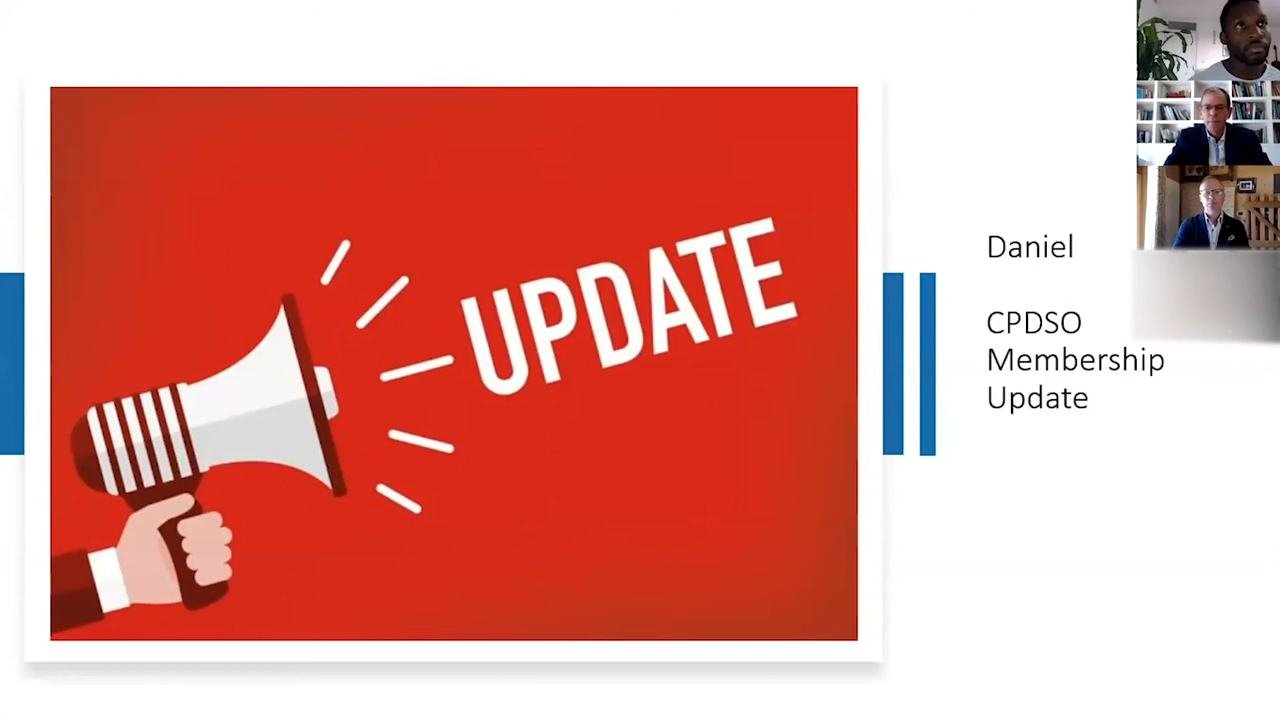 UPDATE
Daniel
CPDSO
Membership
Update